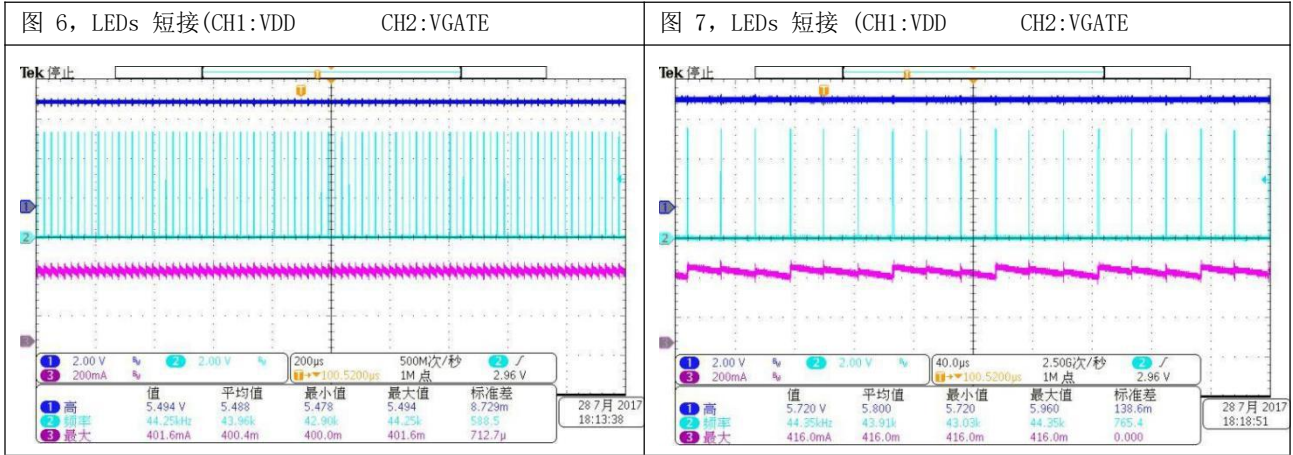 图 6, LEDs 短接(CH1:VDD CH2:VGATE
图 7, LEDs 短接 (CH1:VDD CH2:VGATE
Tek 停止
T
T
1
2
3
1 2.00 V 2 2.00 V 200µs 500M次/秒 2
3 200mA 100.5200µs 1M 点 2.96 V
值 平均值 最小值 最大值 标准差
1 高 5.494 V 5.488 5.478 5.494 8.729m
2 频率 44.25kHz 43.96k 42.90k 44.25k 588.5
3 最大 401.6mA 400.4m 400.0m 401.6m 712.7µ
28 7月 2017
18:13:38
Tek 停止
T
T
1
2
3
1 2.00 V 2 2.00 V 40.0µs 2.50G次/秒 2
3 200mA 100.5200µs 1M 点 2.96 V
值 平均值 最小值 最大值 标准差
1 高 5.720 V 5.800 5.720 5.960 138.6m
2 频率 44.35kHz 43.91k 43.03k 44.35k 765.4
3 最大 416.0mA 416.0m 416.0m 416.0m 0.000
28 7月 2017
18:18:51